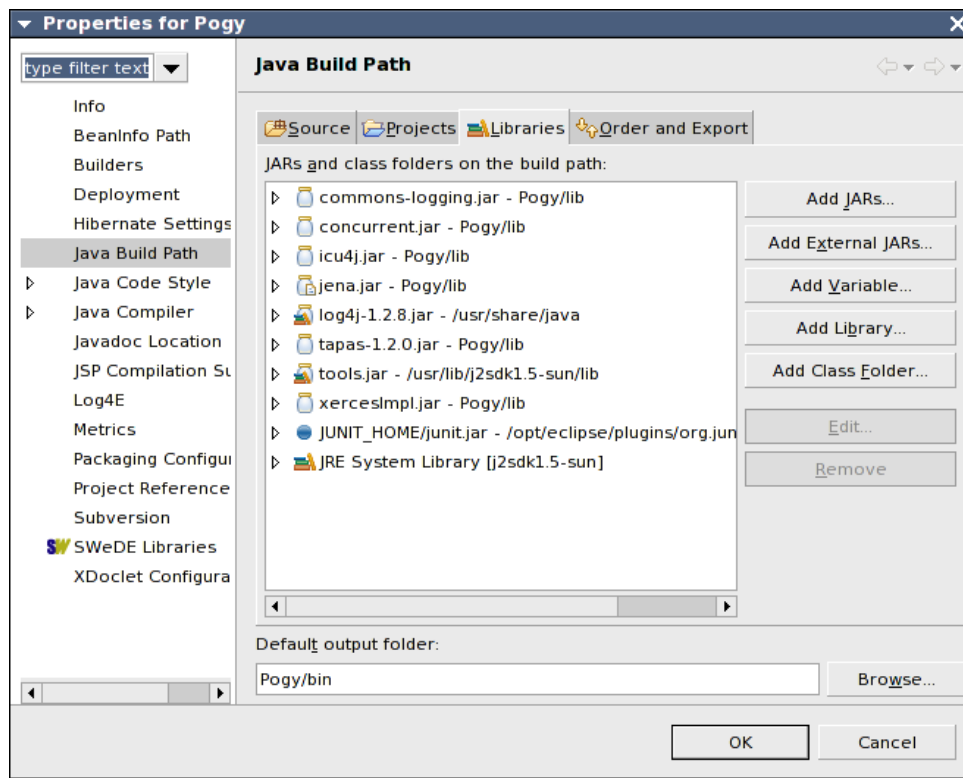 Properties for Pogy
type filter text
Info
BeanInfo Path
Builders
Deployment
Hibernate Settings
Java Build Path
Java Code Style
Java Compiler
Javadoc Location
JSP Compilation Su
Log4E
Metrics
Packaging Configur
Project Reference
Subversion
SW SWeDE Libraries
XDoclet Configura
Java Build Path
Source Projects Libraries Order and Export
JARs and class folders on the build path:
commons-logging.jar - Pogy/lib
concurrent.jar - Pogy/lib
icu4j.jar - Pogy/lib
jena.jar - Pogy/lib
log4j-1.2.8.jar - /usr/share/java
tapas-1.2.0.jar - Pogy/lib
tools.jar - /usr/lib/j2sdk1.5-sun/lib
xercesImpl.jar - Pogy/lib
JUNIT_HOME/junit.jar - /opt/eclipse/plugins/org.jun
JRE System Library [j2sdk1.5-sun]
Add JARs...
Add External JARs...
Add Variable...
Add Library...
Add Class Folder...
Edit...
Remove
Default output folder:
Pogy/bin
Browse...
OK
Cancel